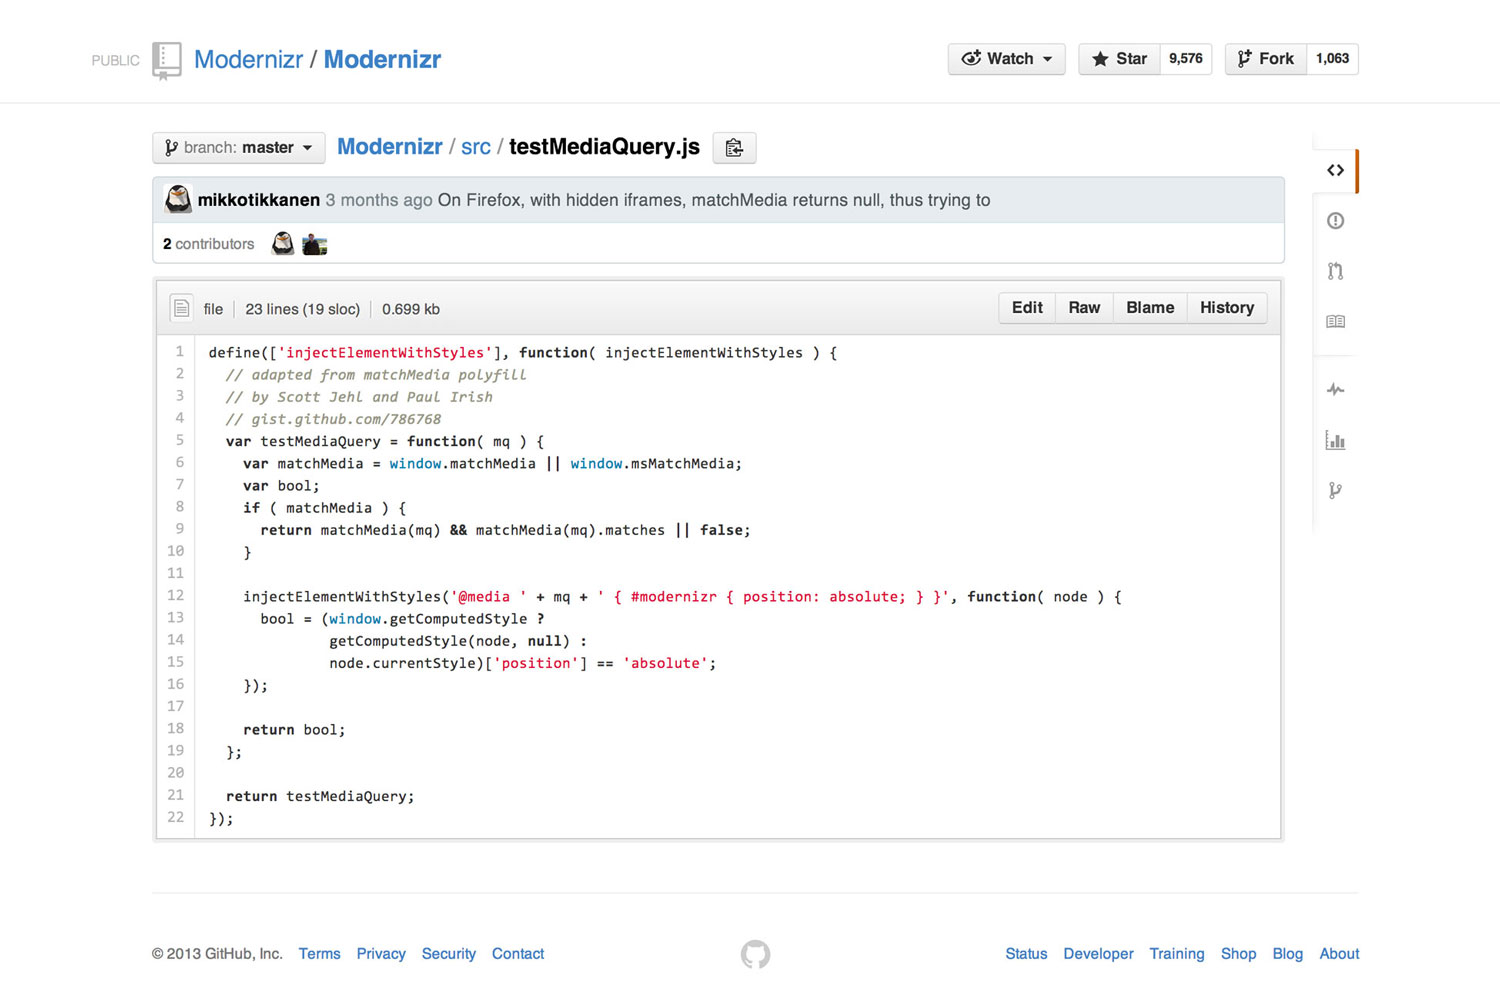 PUBLIC Modernizr / Modernizr Watch Star 9,576 Fork 1,063
branch: master Modernizr / src / testMediaQuery.js
mikkotikkanen 3 months ago On Firefox, with hidden iframes, matchMedia returns null, thus trying to
2 contributors
file 23 lines (19 sloc) 0.699 kb Edit Raw Blame History
1 define(['injectElementWithStyles'], function( injectElementWithStyles ) {
2 // adapted from matchMedia polyfill
3 // by Scott Jehl and Paul Irish
4 // gist.github.com/786768
5 var testMediaQuery = function( mq ) {
6 var matchMedia = window.matchMedia || window.msMatchMedia;
7 var bool;
8 if ( matchMedia ) {
9 return matchMedia(mq) && matchMedia(mq).matches || false;
10 }
11
12 injectElementWithStyles('@media ' + mq + ' { #modernizr { position: absolute; } }', function( node ) {
13 bool = (window.getComputedStyle ?
14 getComputedStyle(node, null) :
15 node.currentStyle)['position'] == 'absolute';
16 });
17
18 return bool;
19 };
20
21 return testMediaQuery;
22 });
© 2013 GitHub, Inc. Terms Privacy Security Contact Status Developer Training Shop Blog About